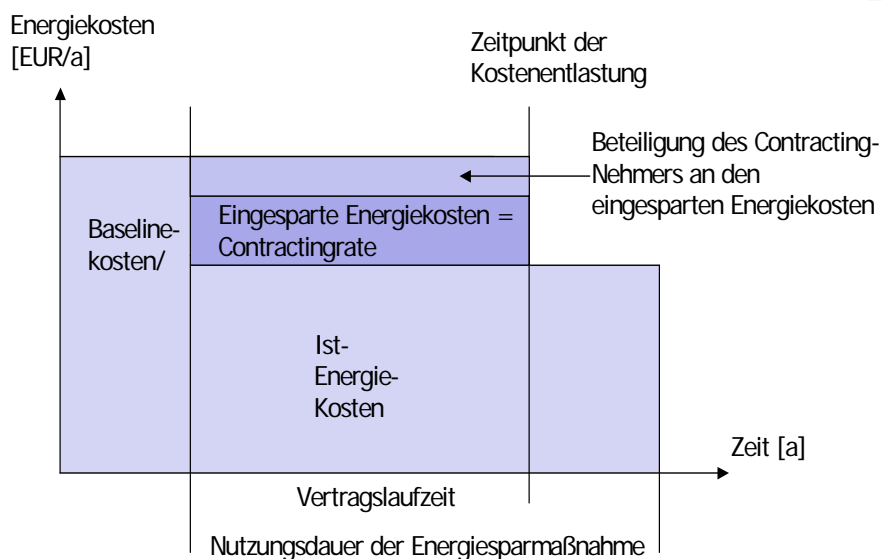 Energiekosten
[EUR/a]
Zeitpunkt der
Kostenentlastung
Beteiligung des Contracting-
Nehmers an den
eingesparten Energiekosten
Eingesparte Energiekosten =
Contractingrate
Baseline-
kosten/
Ist-
Energie-
Kosten
Zeit [a]
Vertragslaufzeit
Nutzungsdauer der Energiesparmaßnahme